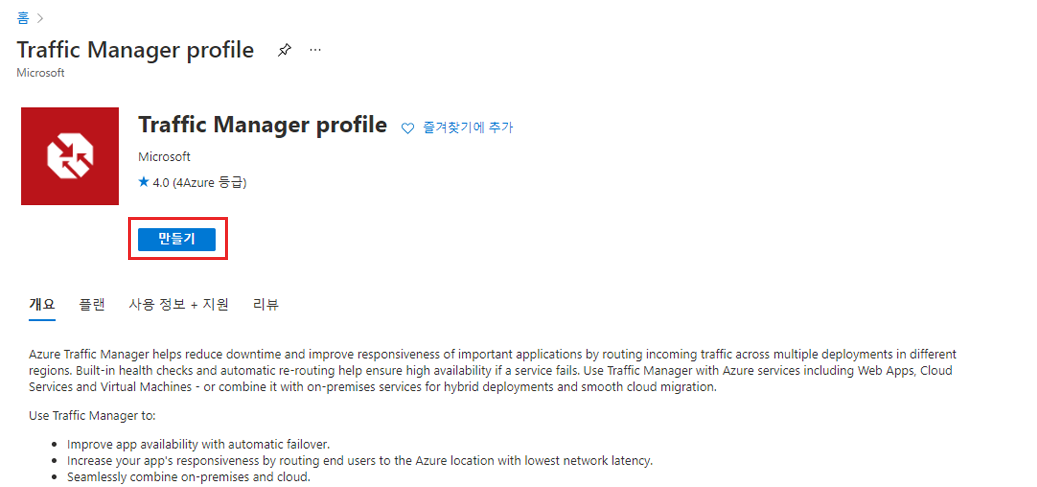 홈
Traffic Manager profile
Microsoft
Traffic Manager profile
즐겨찾기에 추가
Microsoft
4.0 (4Azure 등급)
만들기
개요 플랜 사용 정보 + 지원 리뷰
Azure Traffic Manager helps reduce downtime and improve responsiveness of important applications by routing incoming traffic across multiple deployments in different
regions. Built-in health checks and automatic re-routing help ensure high availability if a service fails. Use Traffic Manager with Azure services including Web Apps, Cloud
Services and Virtual Machines - or combine it with on-premises services for hybrid deployments and smooth cloud migration.
Use Traffic Manager to:
• Improve app availability with automatic failover.
• Increase your app's responsiveness by routing end users to the Azure location with lowest network latency.
• Seamlessly combine on-premises and cloud.